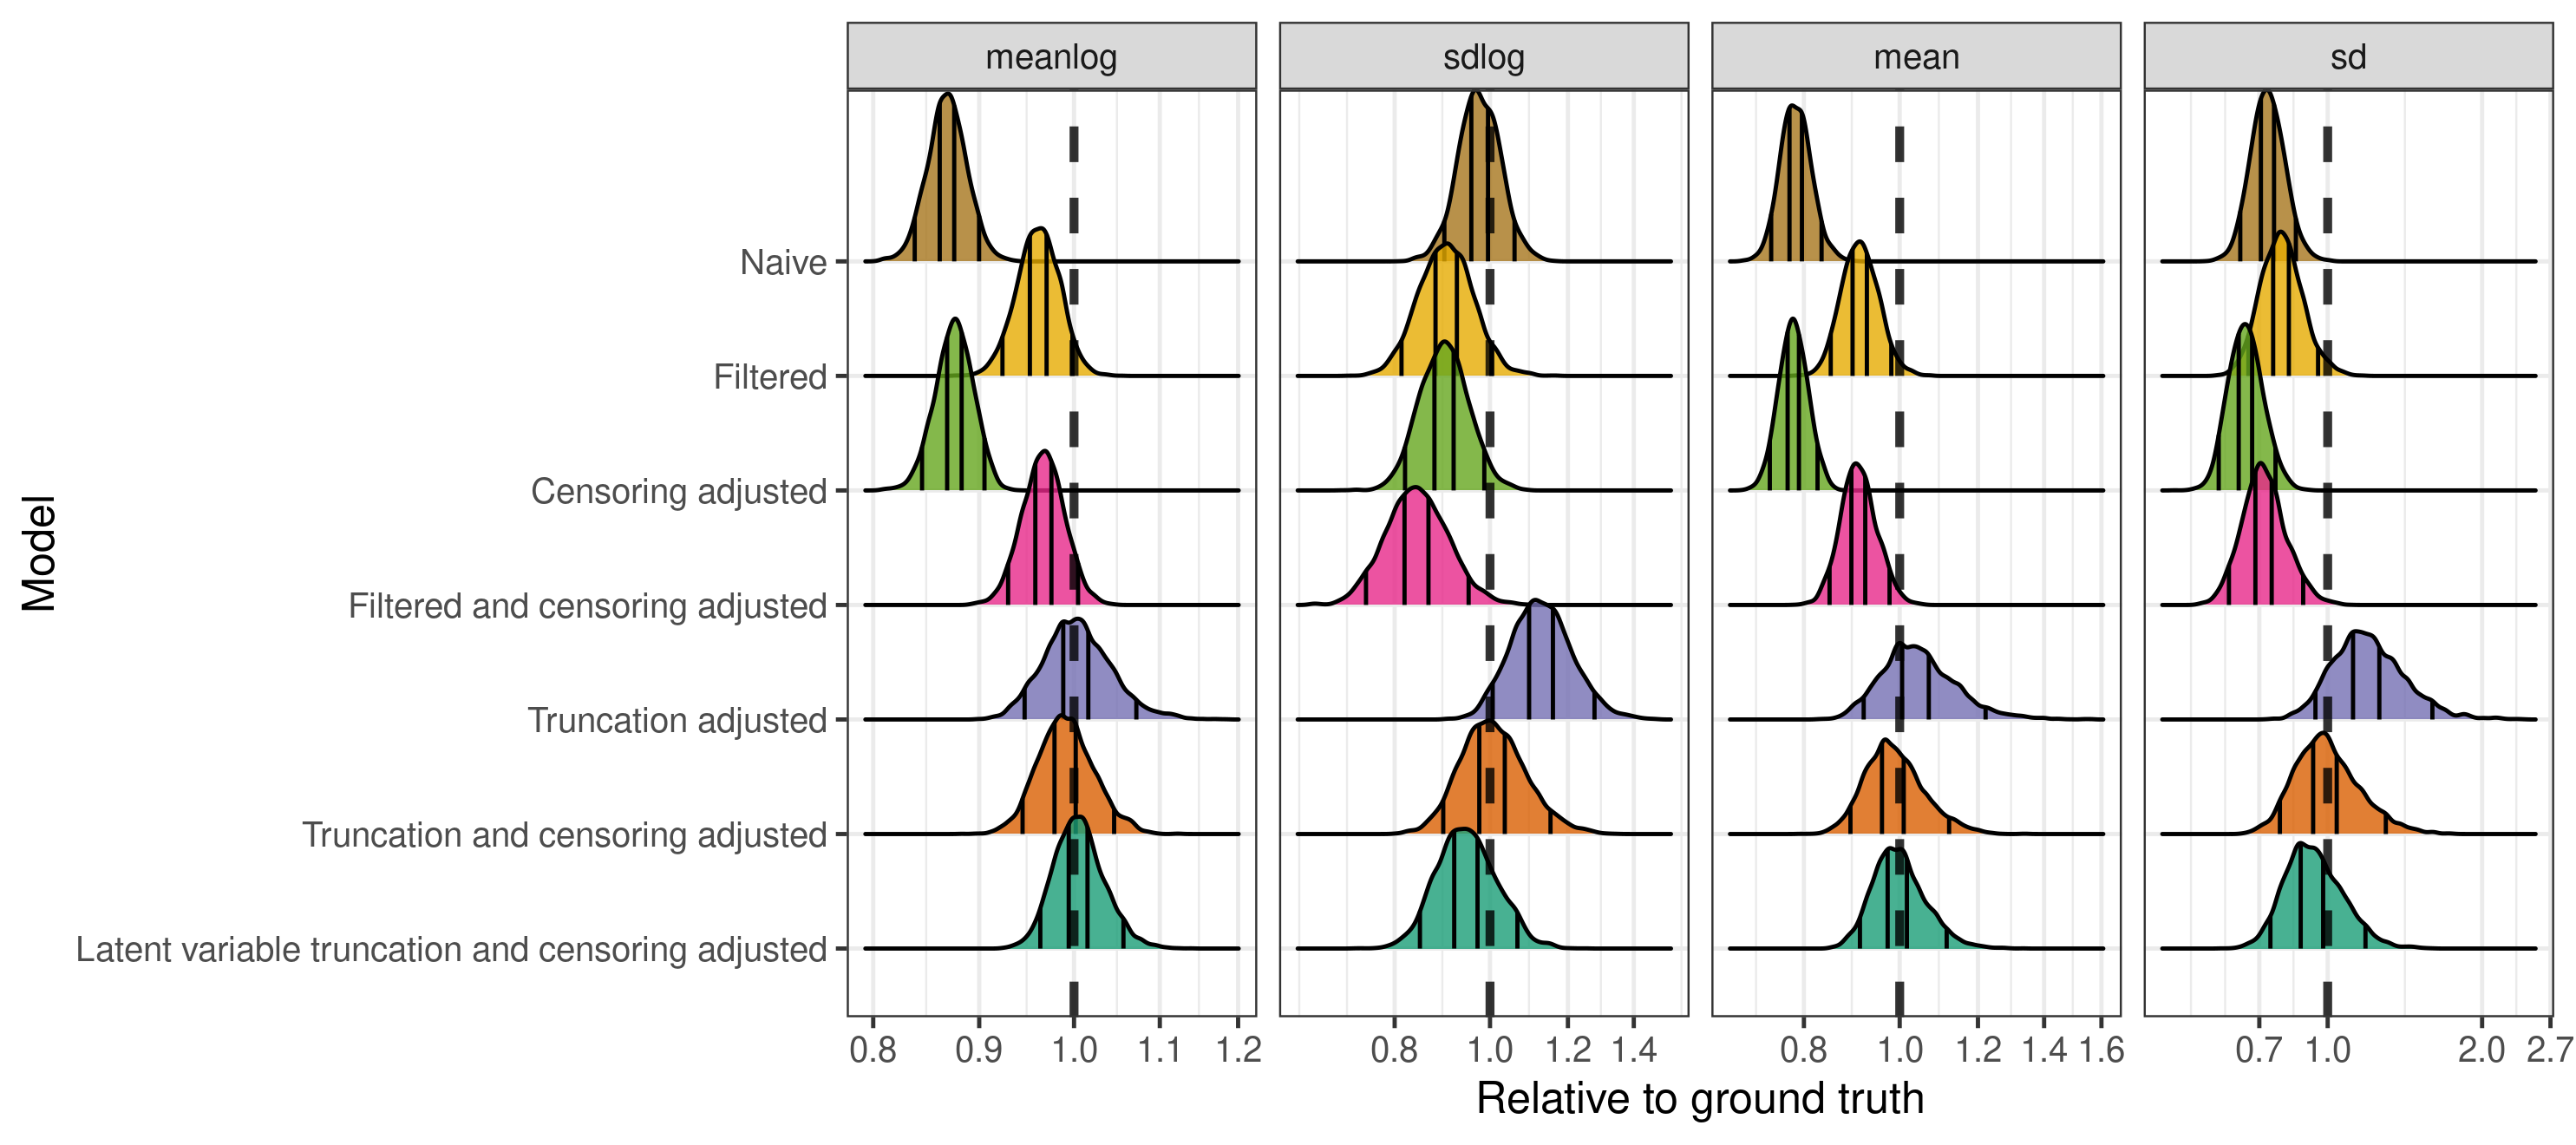 meanlog sdlog mean sd
Model
Naive
Filtered
Censoring adjusted
Filtered and censoring adjusted
Truncation adjusted
Truncation and censoring adjusted
Latent variable truncation and censoring adjusted
0.8 0.9 1.0 1.1 1.2 0.8 1.0 1.2 1.4 0.8 1.0 1.2 1.4 1.6 0.7 1.0 2.0 2.7
Relative to ground truth